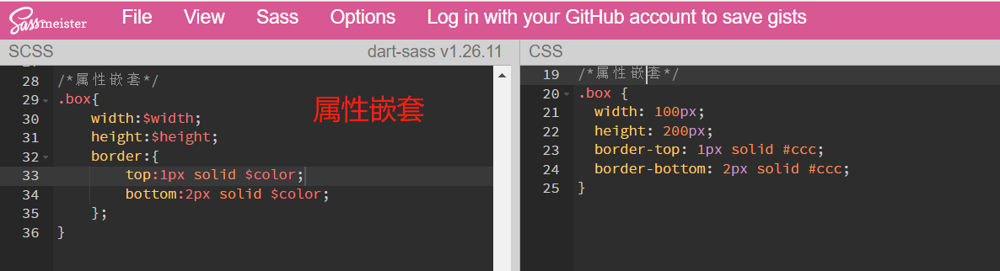 Sassmeister File View Sass Options Log in with your GitHub account to save gists
SCSS dart-sass v1.26.11
28 /*属性嵌套*/
29 .box{
30 width:$width;
31 height:$height;
32 border:{
33 top:1px solid $color;
34 bottom:2px solid $color;
35 };
36 }
属性嵌套
CSS
19 /*属性嵌套*/
20 .box {
21 width: 100px;
22 height: 200px;
23 border-top: 1px solid #ccc;
24 border-bottom: 2px solid #ccc;
25 }